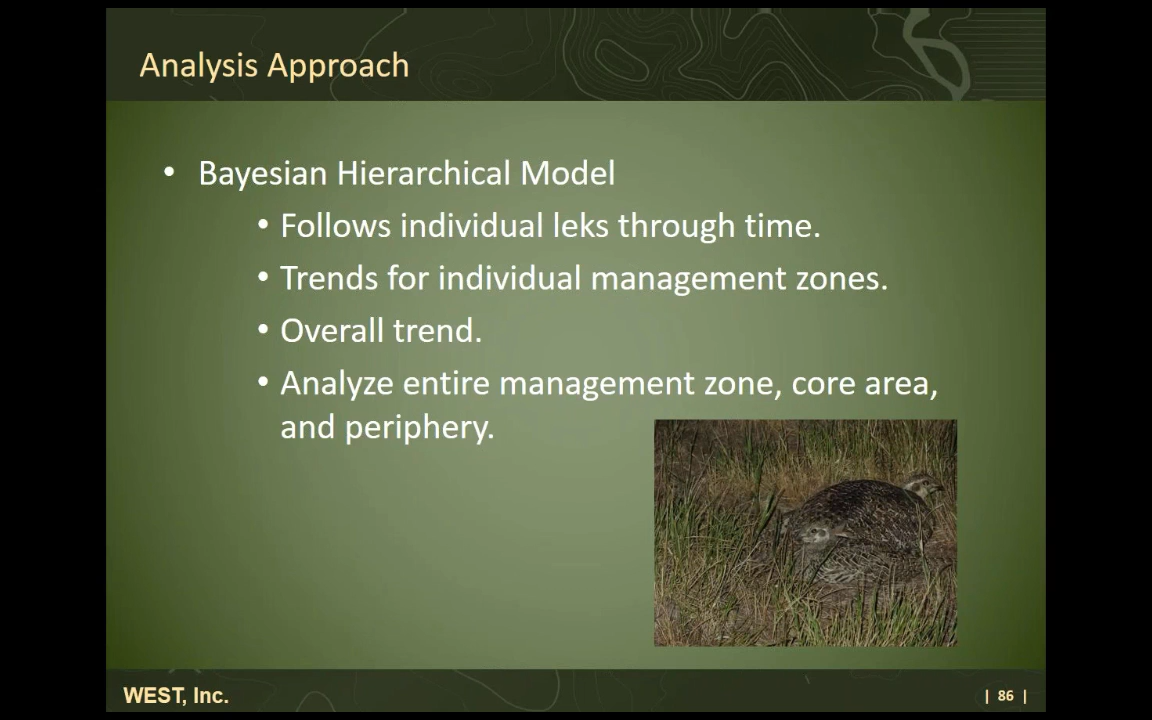 Analysis Approach
• Bayesian Hierarchical Model
• Follows individual leks through time.
• Trends for individual management zones.
• Overall trend.
• Analyze entire management zone, core area,
and periphery.
WEST, Inc.
| 86 |